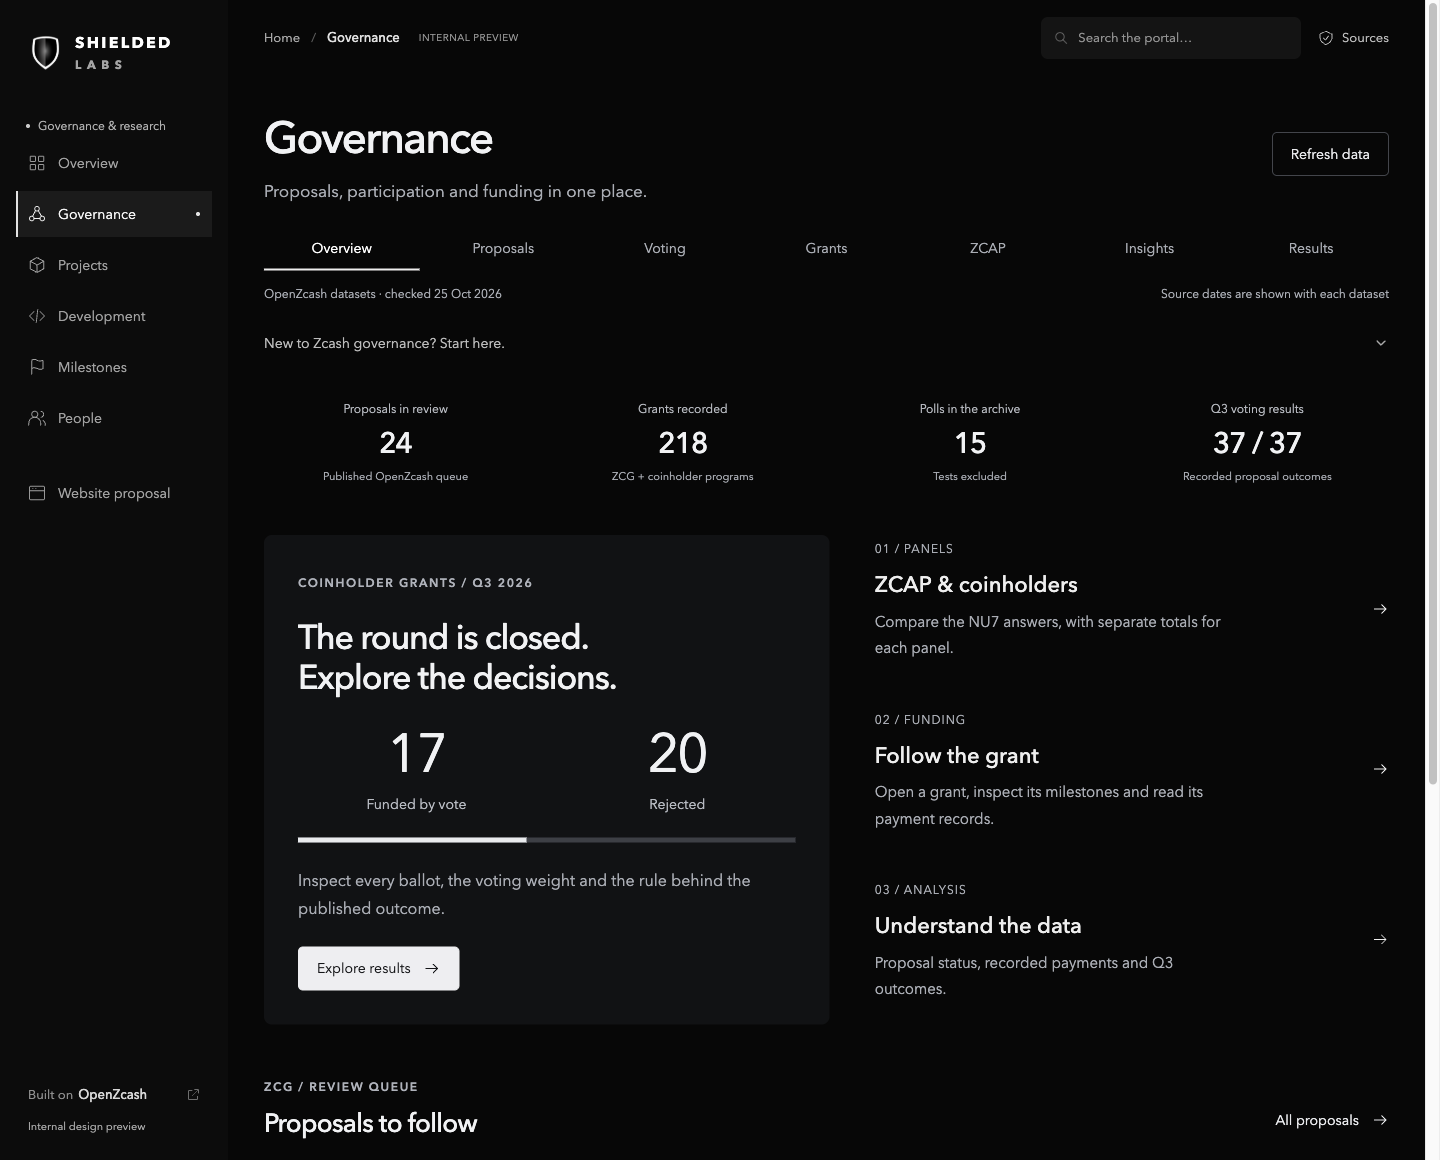 SHIELDED
LABS
Governance & research
Overview
Governance
Projects
Development
Milestones
People
Website proposal
Built on OpenZcash
Internal design preview
Home / Governance INTERNAL PREVIEW
Search the portal…
Sources
Governance
Proposals, participation and funding in one place.
Refresh data
Overview Proposals Voting Grants ZCAP Insights Results
OpenZcash datasets · checked 25 Oct 2026
Source dates are shown with each dataset
New to Zcash governance? Start here.
Proposals in review
24
Published OpenZcash queue
Grants recorded
218
ZCG + coinholder programs
Polls in the archive
15
Tests excluded
Q3 voting results
37 / 37
Recorded proposal outcomes
COINHOLDER GRANTS / Q3 2026
The round is closed.
Explore the decisions.
17
Funded by vote
20
Rejected
Inspect every ballot, the voting weight and the rule behind the
published outcome.
Explore results
01 / PANELS
ZCAP & coinholders
Compare the NU7 answers, with separate totals for
each panel.
02 / FUNDING
Follow the grant
Open a grant, inspect its milestones and read its
payment records.
03 / ANALYSIS
Understand the data
Proposal status, recorded payments and Q3
outcomes.
ZCG / REVIEW QUEUE
Proposals to follow
All proposals